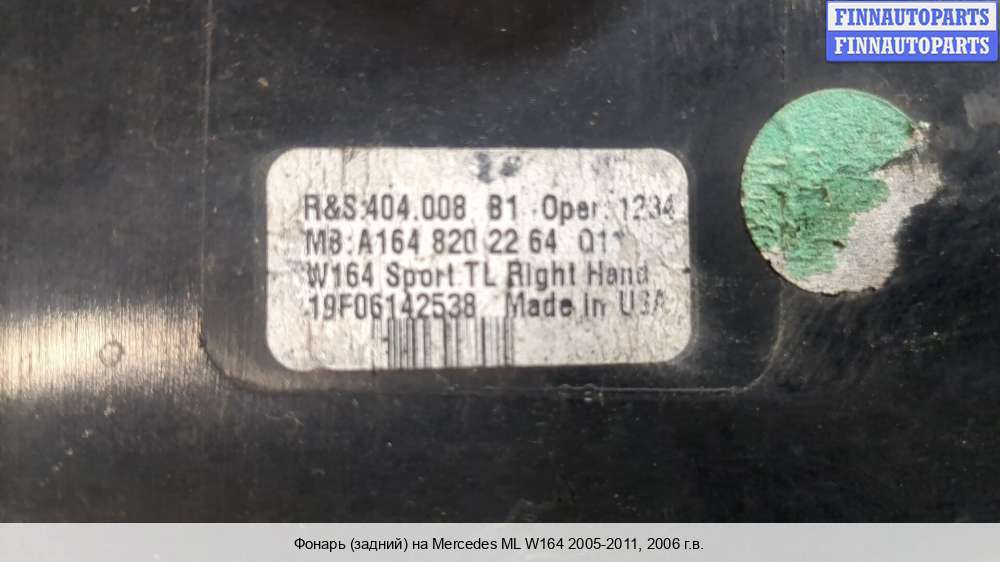 FINNAUTOPARTS
FINNAUTOPARTS
R&S:404.008 B1 Oper: 1234
MB:A164 820 22 64 Q1
W164 Sport TL Right Hand
19F06142538 Made in USA
Фонарь (задний) на Mercedes ML W164 2005-2011, 2006 г.в.